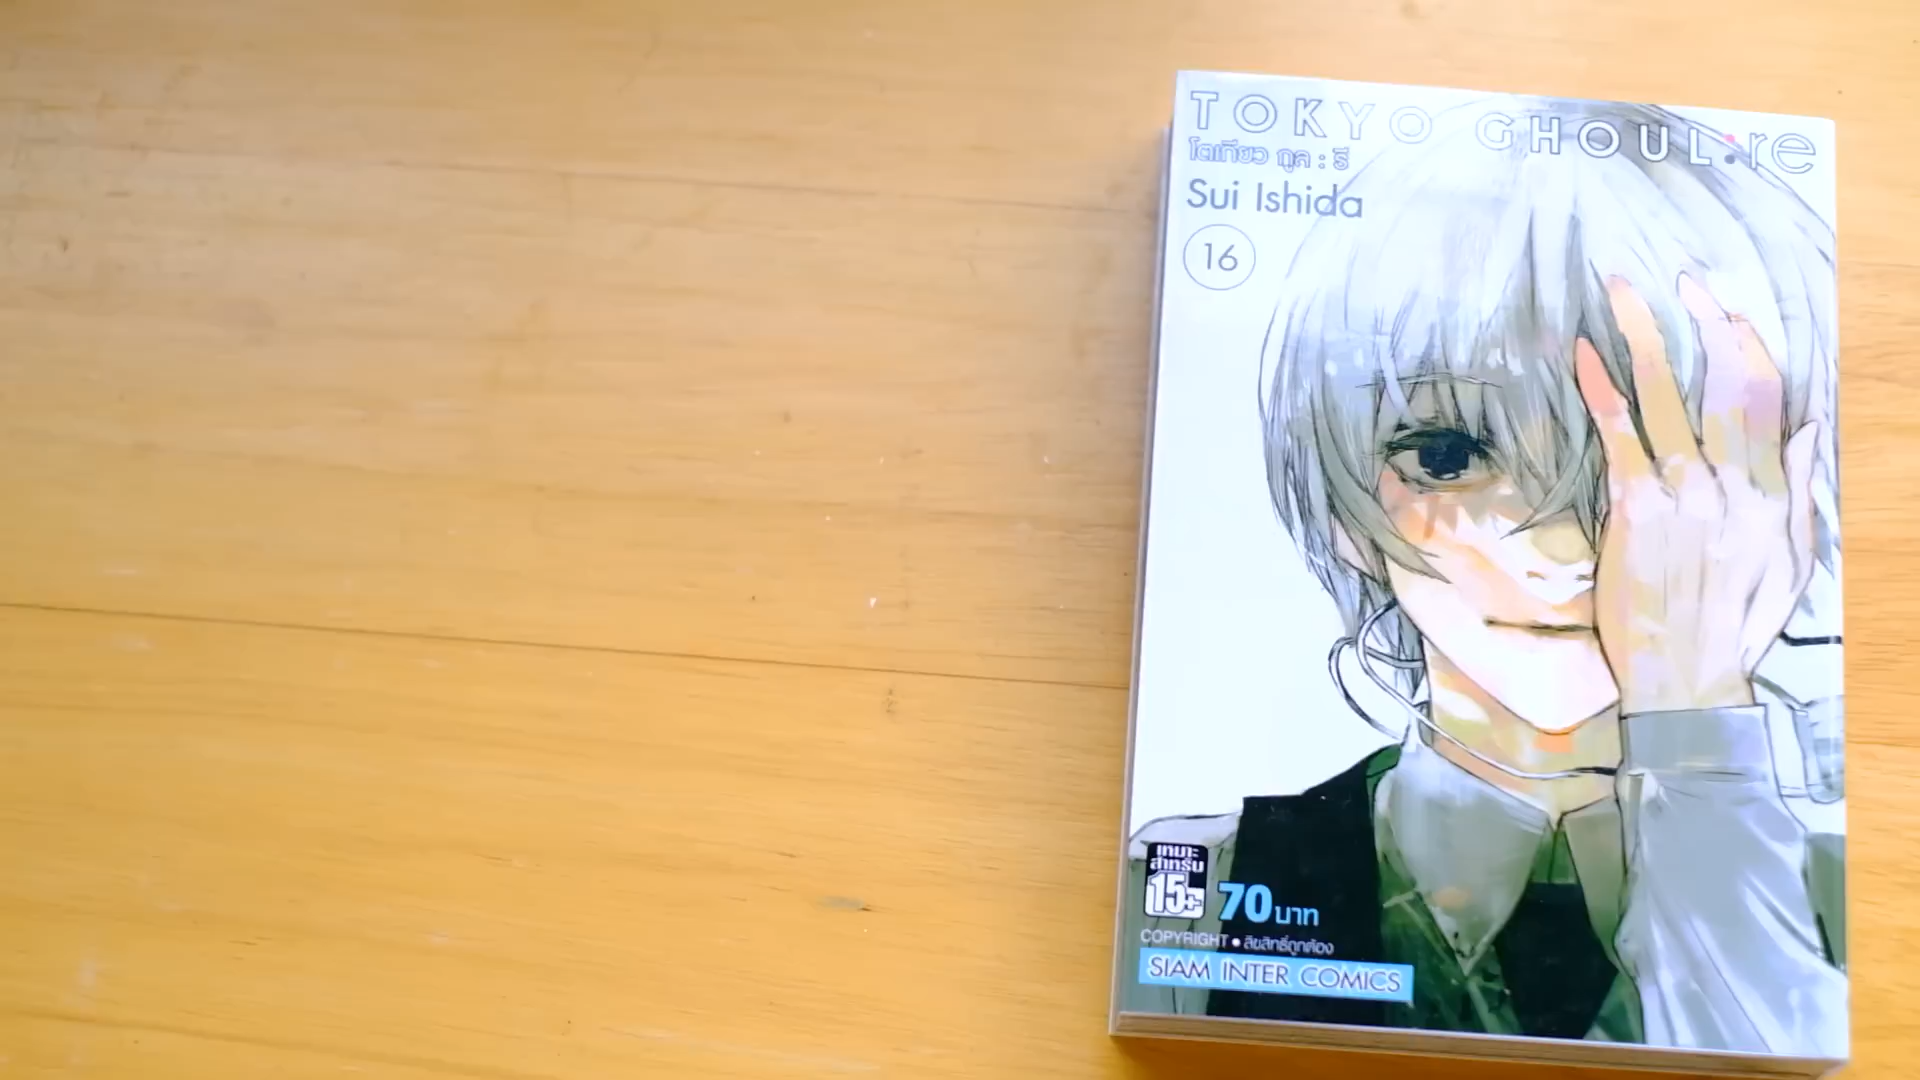 TOKYO GHOUL:re
โตเกียว กูล : รี
Sui Ishida
16
เหมาะ
สำหรับ
15+
70 บาท
COPYRIGHT • ลิขสิทธิ์ถูกต้อง
SIAM INTER COMICS